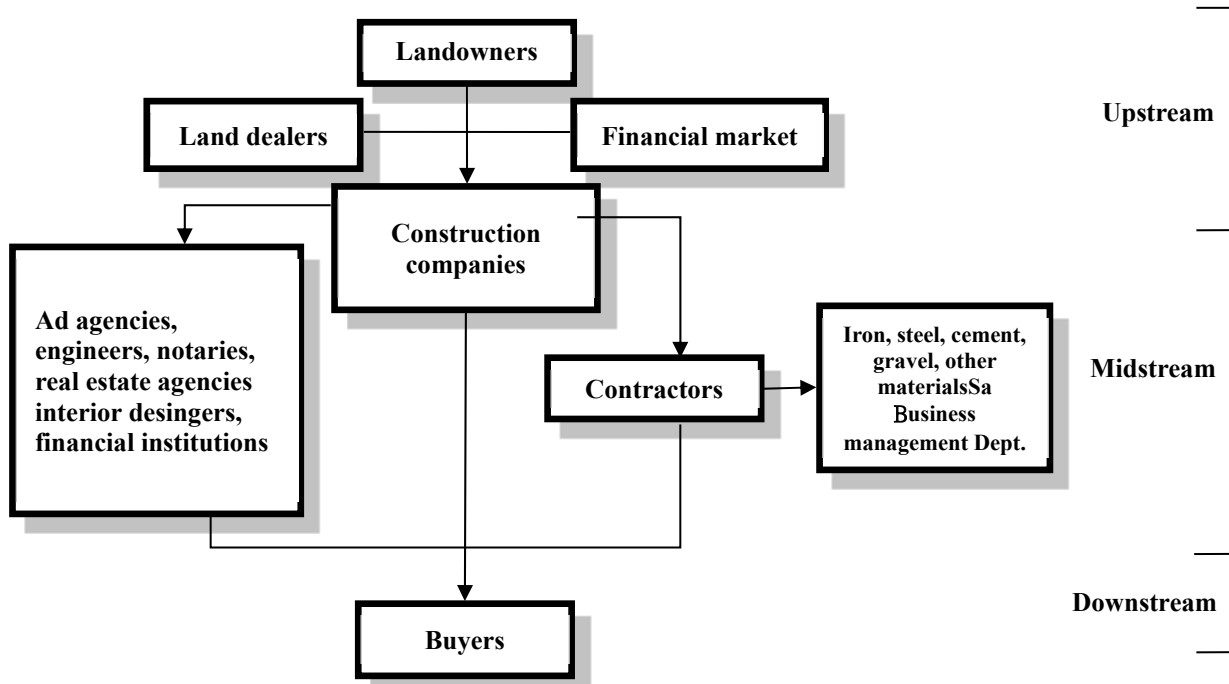 Landowners
Upstream
Land dealers
Financial market
Construction
companies
Ad agencies,
engineers, notaries,
real estate agencies
interior desingers,
financial institutions
Contractors
Iron, steel, cement,
gravel, other
materialsSa
Business
management Dept.
Midstream
Downstream
Buyers